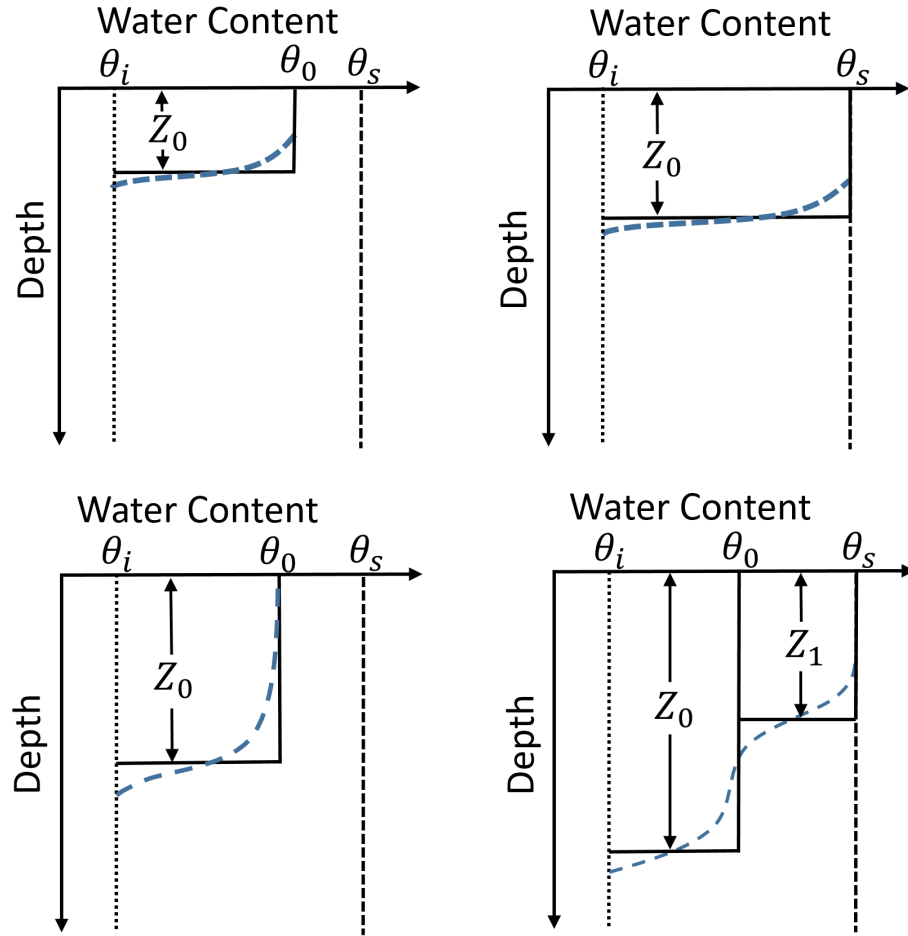 Water Content
θᵢ θ₀ θₛ
Z₀
Depth
Water Content
θᵢ θₛ
Z₀
Depth
Water Content
θᵢ θ₀ θₛ
Z₀
Depth
Water Content
θᵢ θ₀ θₛ
Z₁
Z₀
Depth